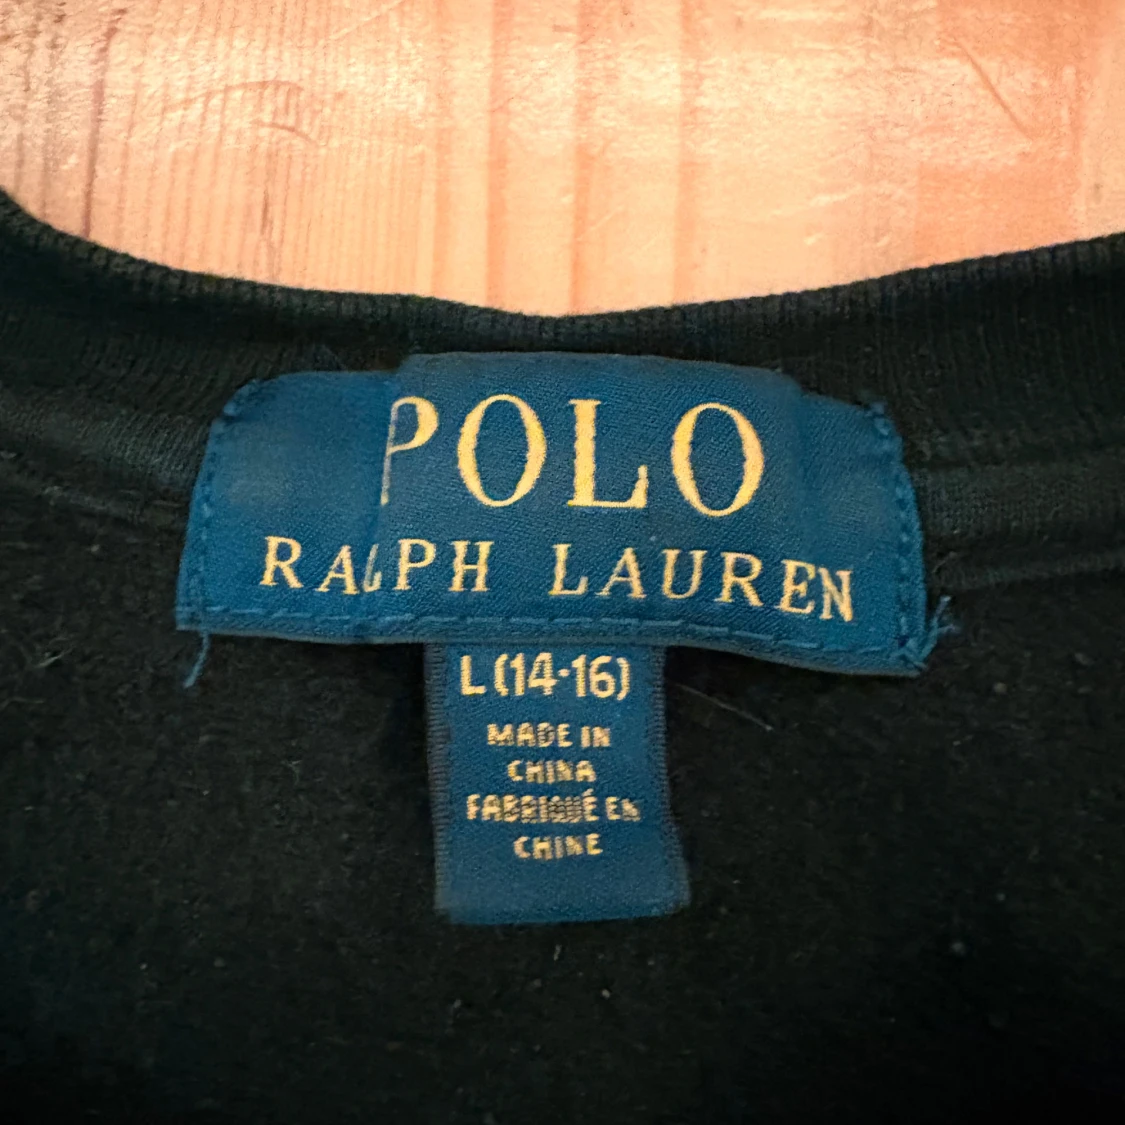 POLO
RALPH LAUREN
L (14-16)
MADE IN
CHINA
FABRIQUÉ EN
CHINE